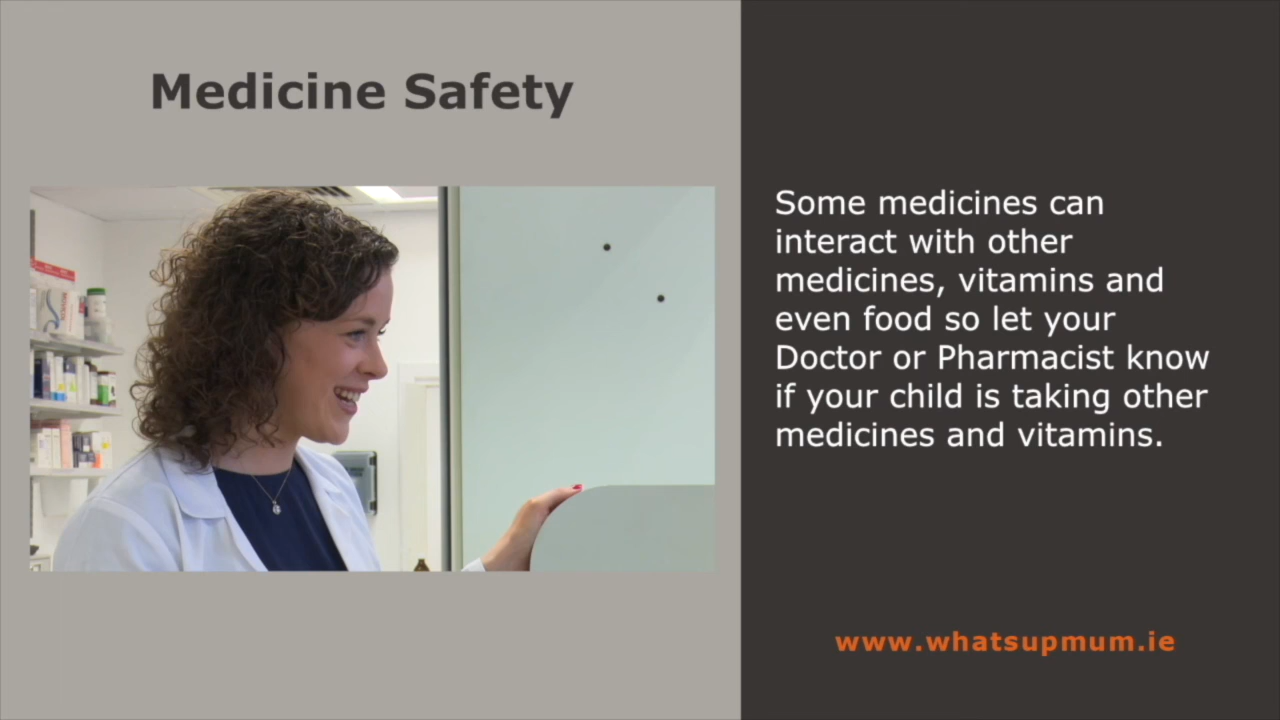 Medicine Safety
Some medicines can
interact with other
medicines, vitamins and
even food so let your
Doctor or Pharmacist know
if your child is taking other
medicines and vitamins.
www.whatsupmum.ie